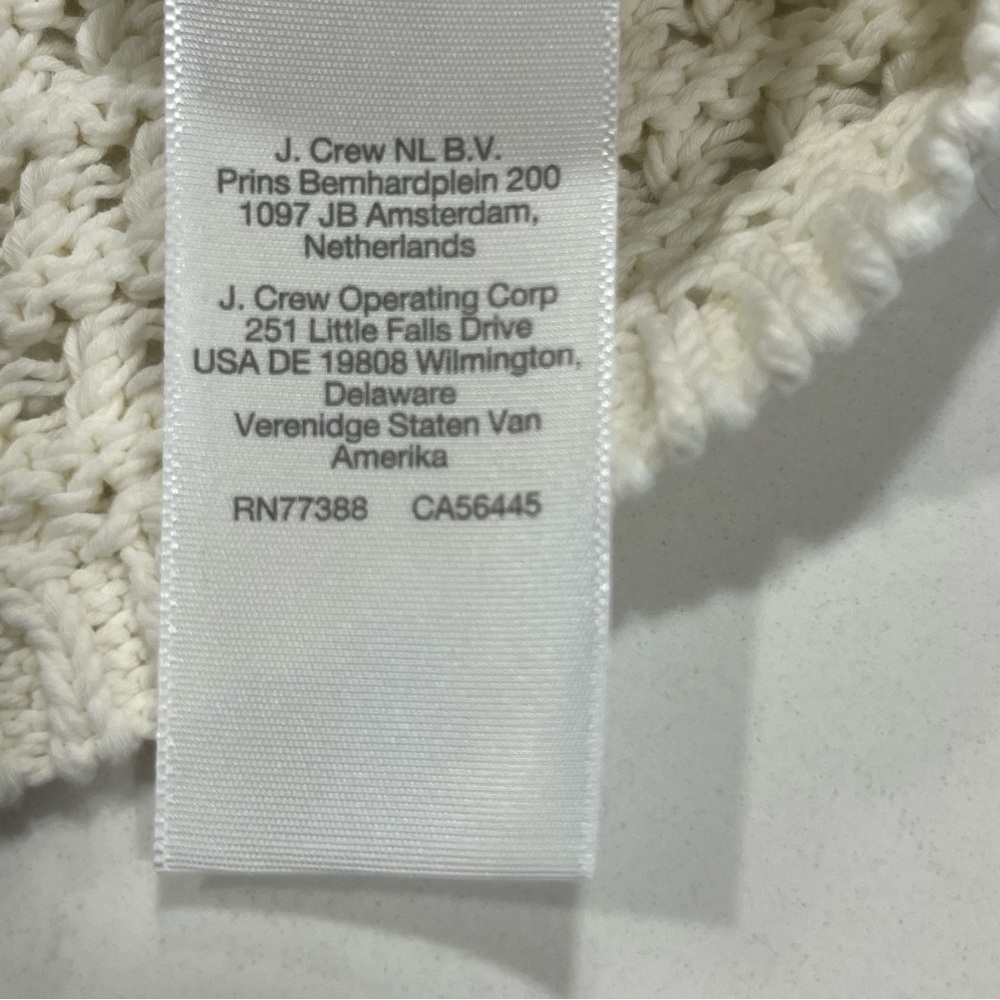 J. Crew NL B.V.
Prins Bernhardplein 200
1097 JB Amsterdam,
Netherlands
J. Crew Operating Corp
251 Little Falls Drive
USA DE 19808 Wilmington,
Delaware
Verenidge Staten Van
Amerika
RN77388 CA56445